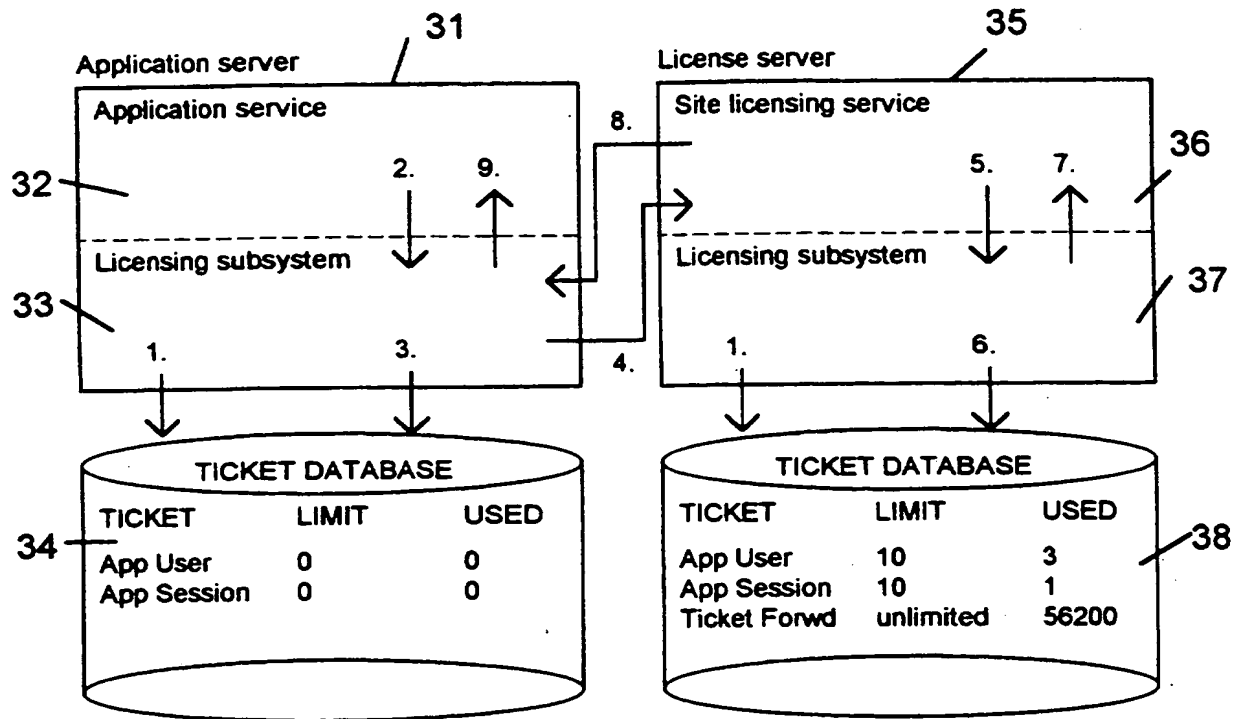 31
35
Application server
License server
Application service
Site licensing service
8.
32
2.
9.
5.
7.
36
Licensing subsystem
Licensing subsystem
33
37
1.
3.
4.
1.
6.
TICKET DATABASE
TICKET DATABASE
TICKET LIMIT USED
TICKET LIMIT USED
34
38
App User 0 0
App User 10 3
App Session 0 0
App Session 10 1
Ticket Forwd unlimited 56200